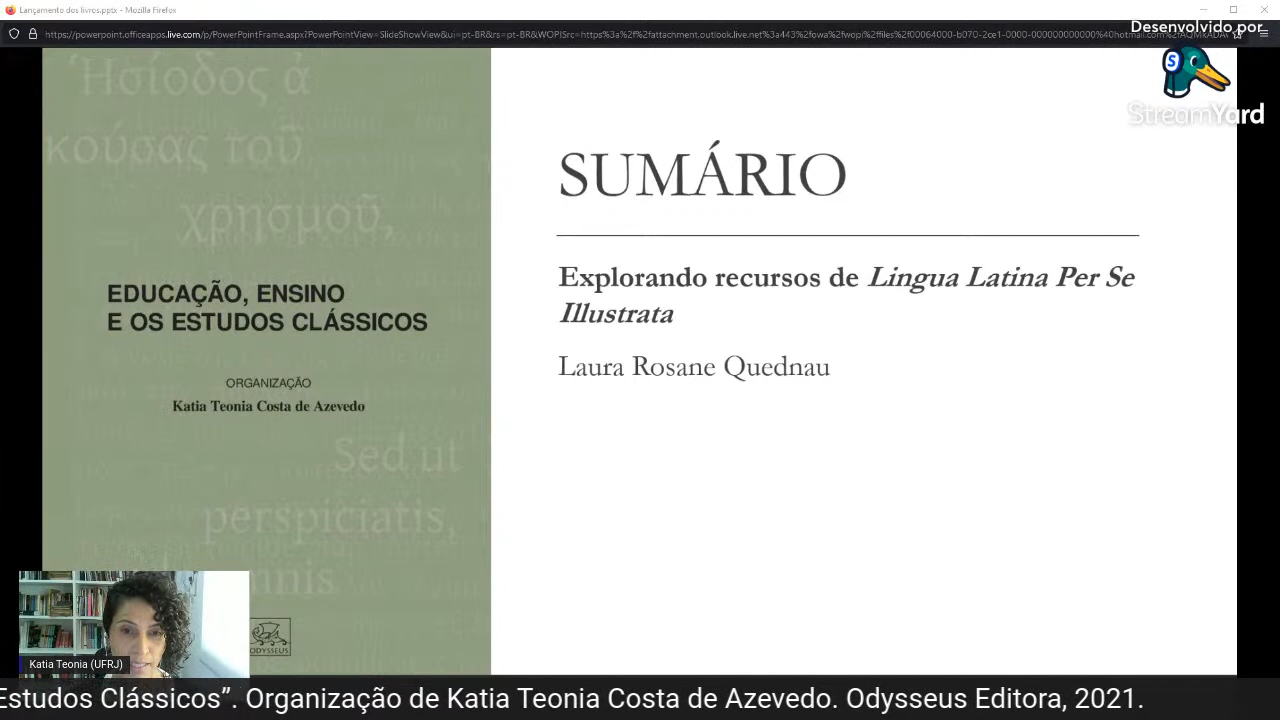 Lançamento dos livros.pptx - Mozilla Firefox
Desenvolvido por
StreamYard
Ἡσίοδος ἀ
κούσας τοῦ
χρησμοῦ,
EDUCAÇÃO, ENSINO
E OS ESTUDOS CLÁSSICOS
ORGANIZAÇÃO
Katia Teonia Costa de Azevedo
Sed ut
perspiciatis,
omnis
ODYSSEUS
SUMÁRIO
Explorando recursos de Lingua Latina Per Se
Illustrata
Laura Rosane Quednau
Katia Teonia (UFRJ)
Estudos Clássicos”. Organização de Katia Teonia Costa de Azevedo. Odysseus Editora, 2021.